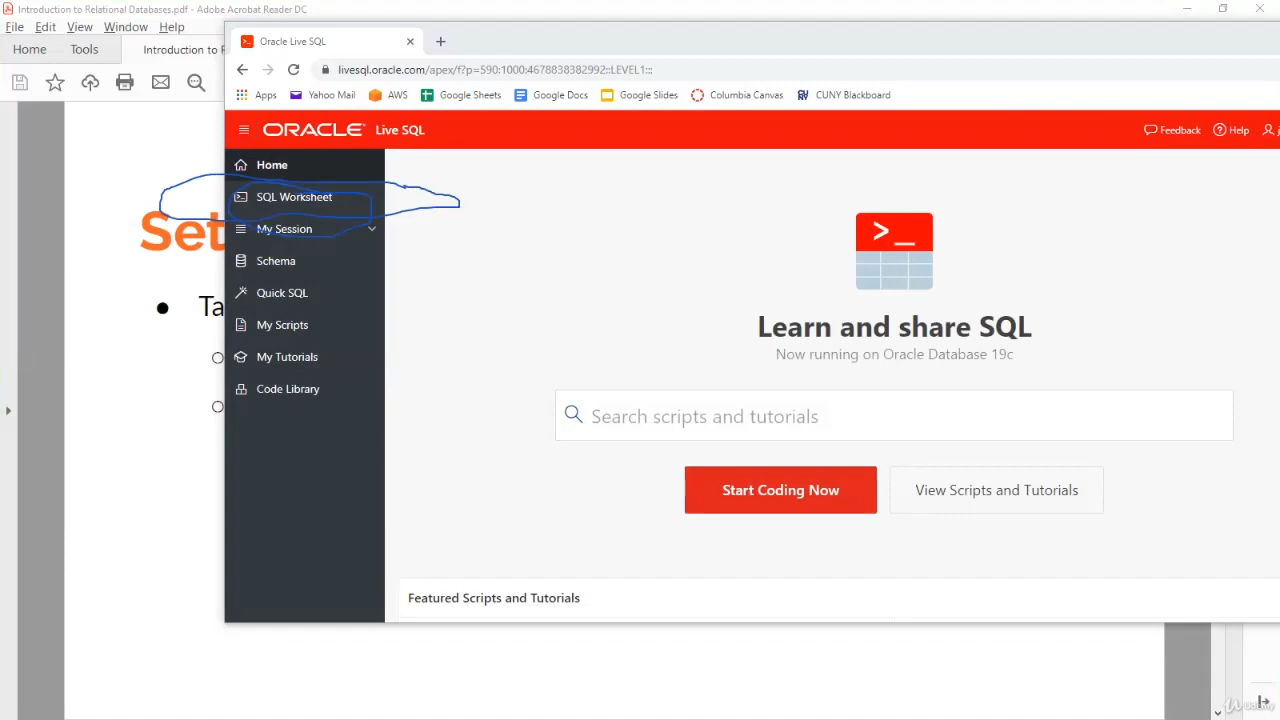 Introduction to Relational Databases.pdf - Adobe Acrobat Reader DC
File Edit View Window Help
Home Tools Introduction to R
Oracle Live SQL
livesql.oracle.com/apex/f?p=590:1000:4678838382992::LEVEL1:::
Apps Yahoo Mail AWS Google Sheets Google Docs Google Slides Columbia Canvas CUNY Blackboard
ORACLE Live SQL Feedback Help j
Home
SQL Worksheet
My Session
Schema
Quick SQL
My Scripts
My Tutorials
Code Library
Set
● Ta
>_
Learn and share SQL
Now running on Oracle Database 19c
Search scripts and tutorials
Start Coding Now View Scripts and Tutorials
Featured Scripts and Tutorials
Udemy